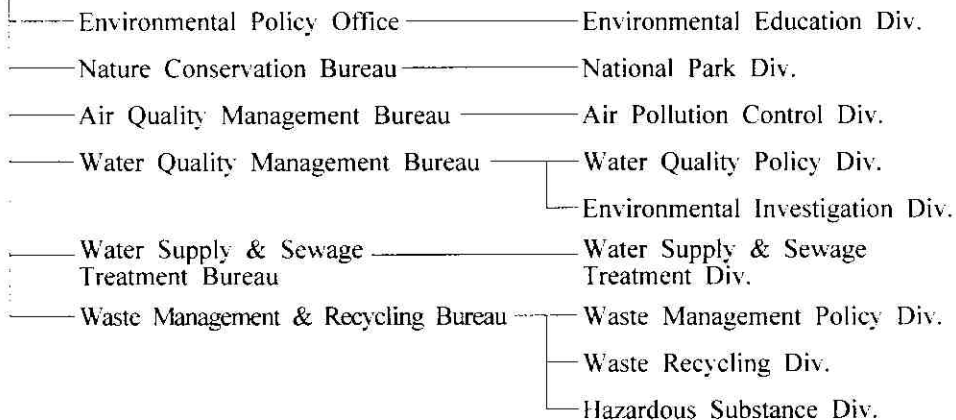 Environmental Policy Office Environmental Education Div.
Nature Conservation Bureau National Park Div.
Air Quality Management Bureau Air Pollution Control Div.
Water Quality Management Bureau Water Quality Policy Div.
Environmental Investigation Div.
Water Supply & Sewage Water Supply & Sewage
Treatment Bureau Treatment Div.
Waste Management & Recycling Bureau Waste Management Policy Div.
Waste Recycling Div.
Hazardous Substance Div.